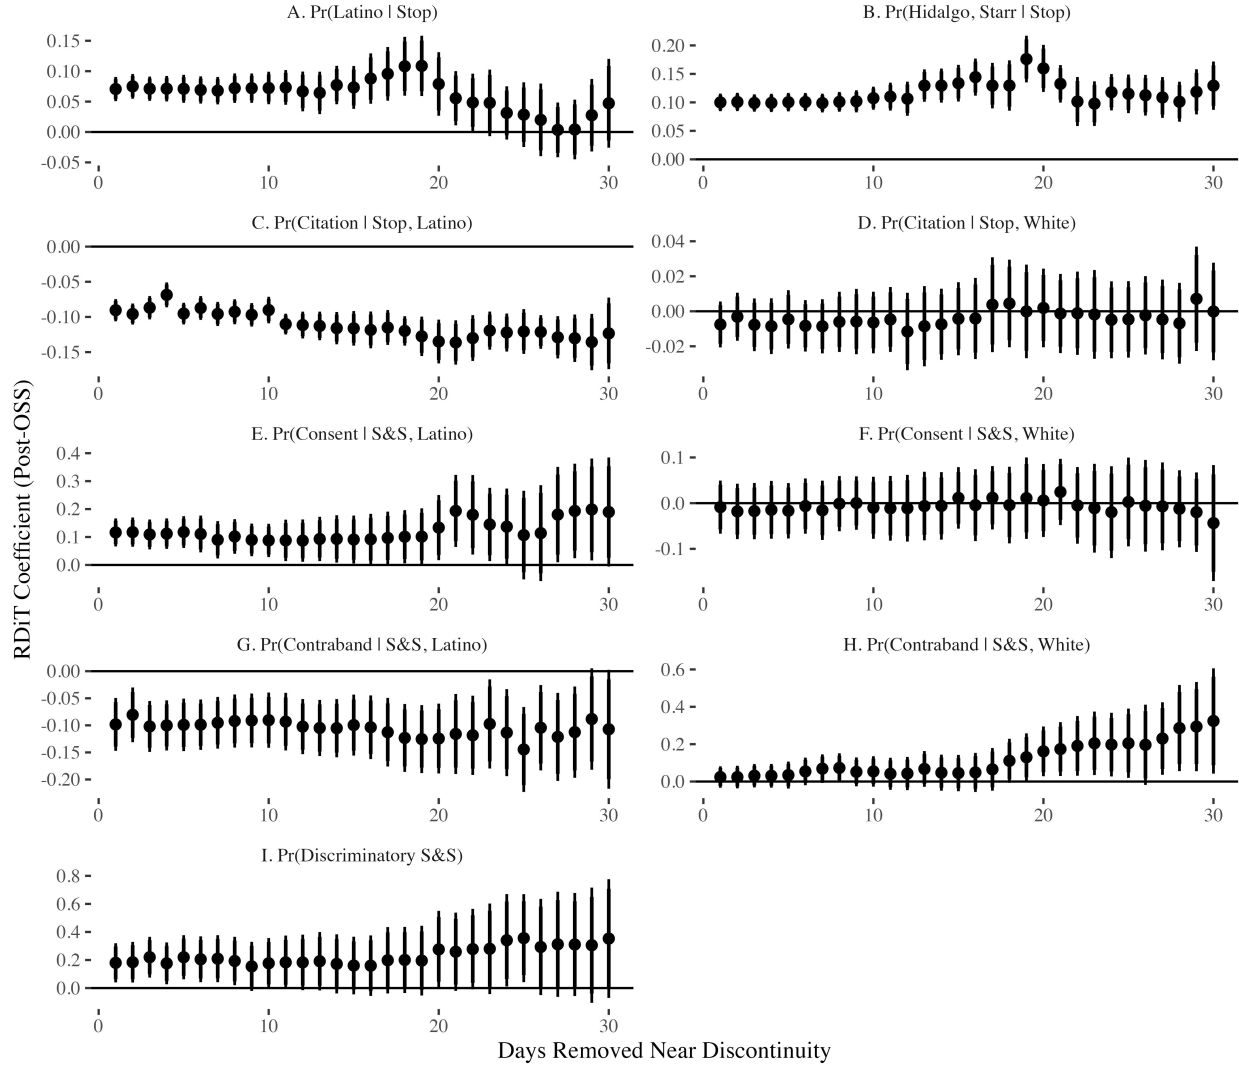 A. Pr(Latino | Stop)
0.15
0.10
0.05
0.00
-0.05
0 10 20 30
B. Pr(Hidalgo, Starr | Stop)
0.20
0.15
0.10
0.05
0.00
0 10 20 30
C. Pr(Citation | Stop, Latino)
0.00
-0.05
-0.10
-0.15
0 10 20 30
D. Pr(Citation | Stop, White)
0.04
0.02
0.00
-0.02
0 10 20 30
E. Pr(Consent | S&S, Latino)
0.4
0.3
0.2
0.1
0.0
0 10 20 30
F. Pr(Consent | S&S, White)
0.1
0.0
-0.1
0 10 20 30
G. Pr(Contraband | S&S, Latino)
0.00
-0.05
-0.10
-0.15
-0.20
0 10 20 30
H. Pr(Contraband | S&S, White)
0.6
0.4
0.2
0.0
0 10 20 30
I. Pr(Discriminatory S&S)
0.8
0.6
0.4
0.2
0.0
0 10 20 30
RDiT Coefficient (Post-OSS)
Days Removed Near Discontinuity